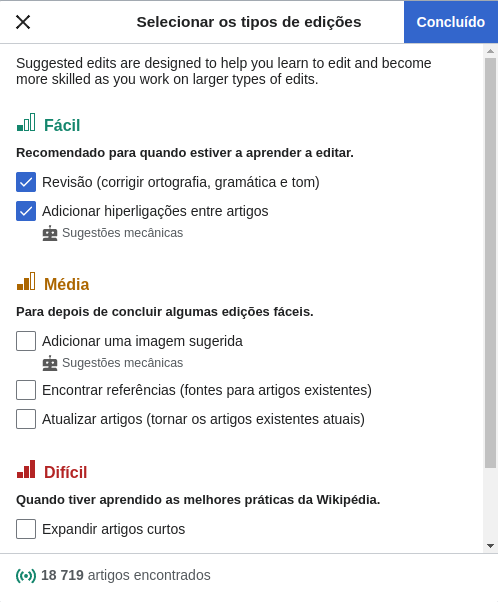 Selecionar os tipos de edições
Concluído
Suggested edits are designed to help you learn to edit and become
more skilled as you work on larger types of edits.
Fácil
Recomendado para quando estiver a aprender a editar.
Revisão (corrigir ortografia, gramática e tom)
Adicionar hiperligações entre artigos
Sugestões mecânicas
Média
Para depois de concluir algumas edições fáceis.
Adicionar uma imagem sugerida
Sugestões mecânicas
Encontrar referências (fontes para artigos existentes)
Atualizar artigos (tornar os artigos existentes atuais)
Difícil
Quando tiver aprendido as melhores práticas da Wikipédia.
Expandir artigos curtos
18 719 artigos encontrados